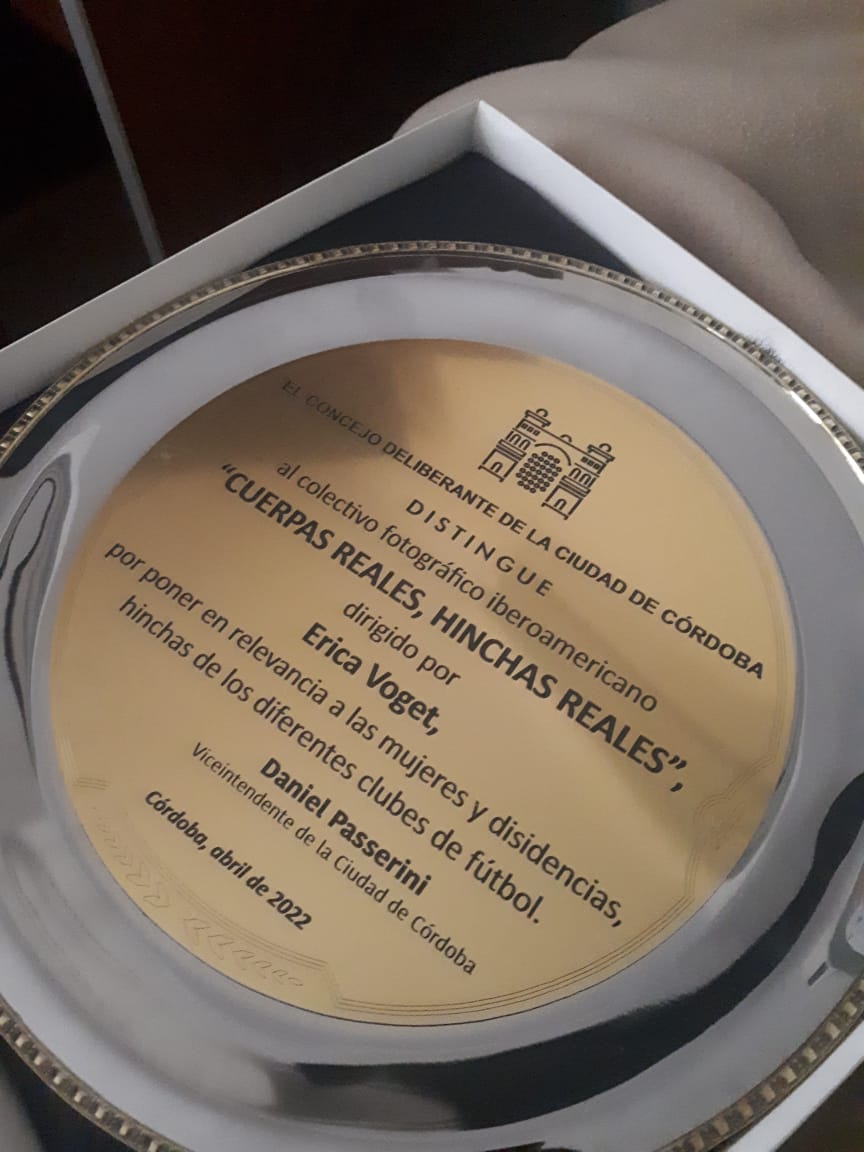 EL CONCEJO DELIBERANTE DE LA CIUDAD DE CÓRDOBA
DISTINGUE
al colectivo fotográfico iberoamericano
“CUERPAS REALES, HINCHAS REALES”,
dirigido por
Erica Voget,
por poner en relevancia a las mujeres y disidencias,
hinchas de los diferentes clubes de fútbol.
Daniel Passerini
Viceintendente de la Ciudad de Córdoba
Córdoba, abril de 2022